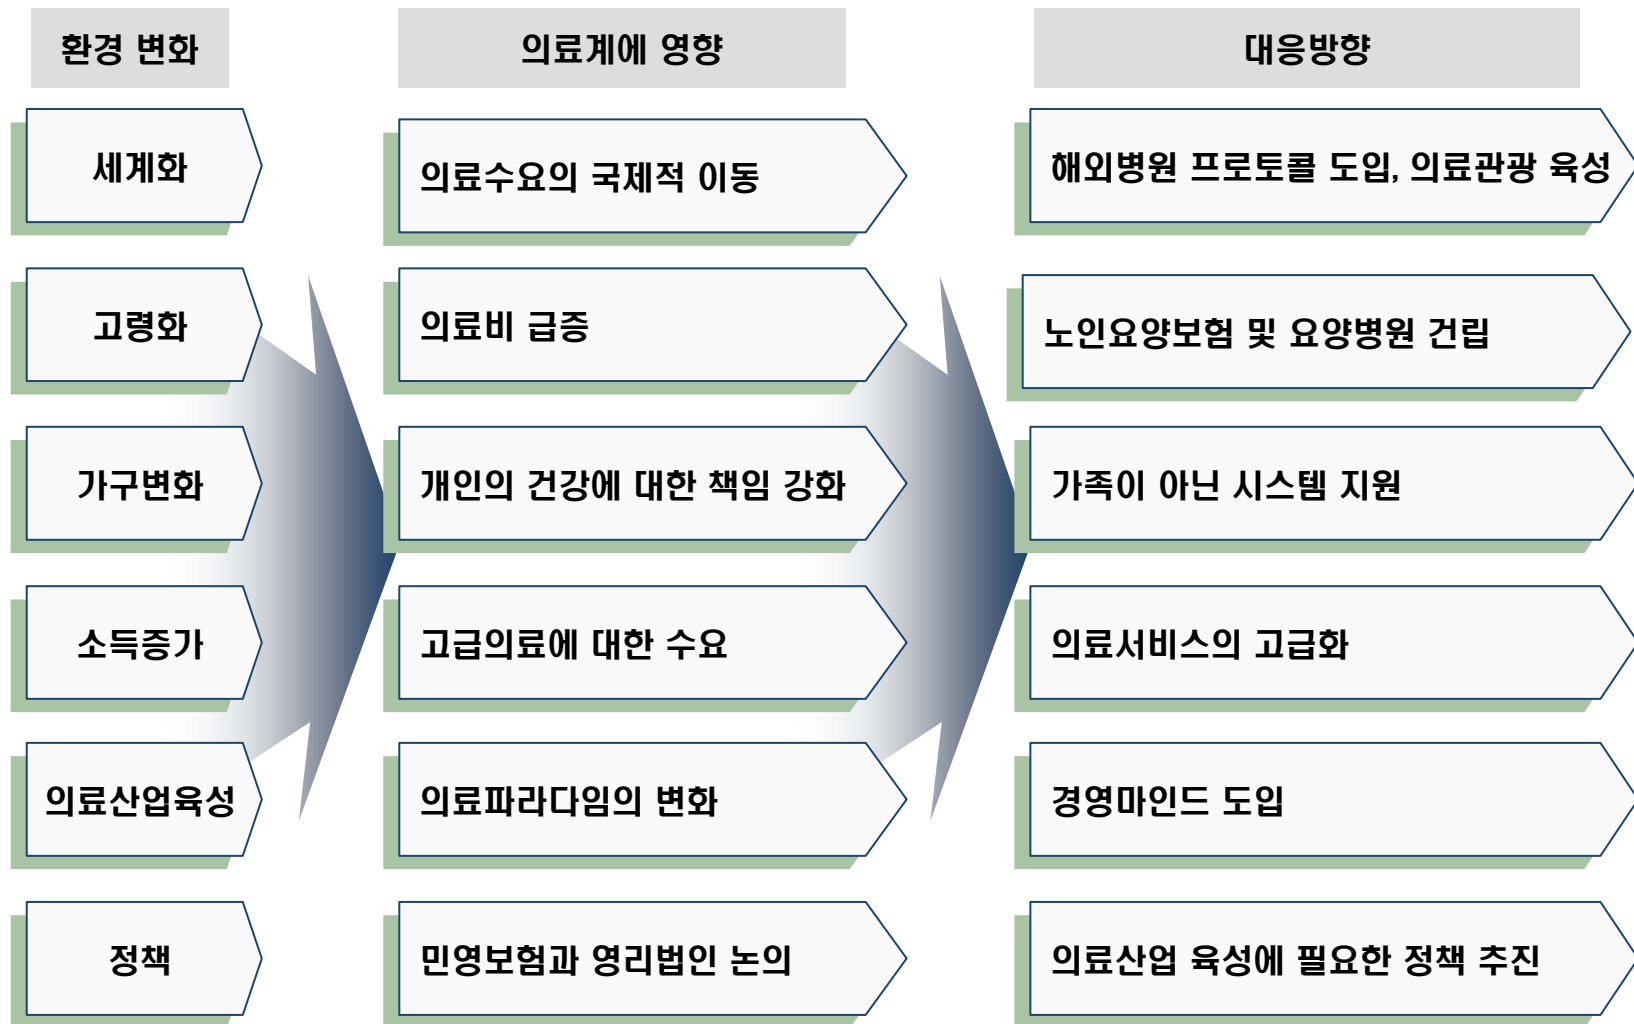 환경 변화
의료계에 영향
대응방향
세계화
의료수요의 국제적 이동
해외병원 프로토콜 도입, 의료관광 육성
고령화
의료비 급증
노인요양보험 및 요양병원 건립
가구변화
개인의 건강에 대한 책임 강화
가족이 아닌 시스템 지원
소득증가
고급의료에 대한 수요
의료서비스의 고급화
의료산업육성
의료파라다임의 변화
경영마인드 도입
정책
민영보험과 영리법인 논의
의료산업 육성에 필요한 정책 추진